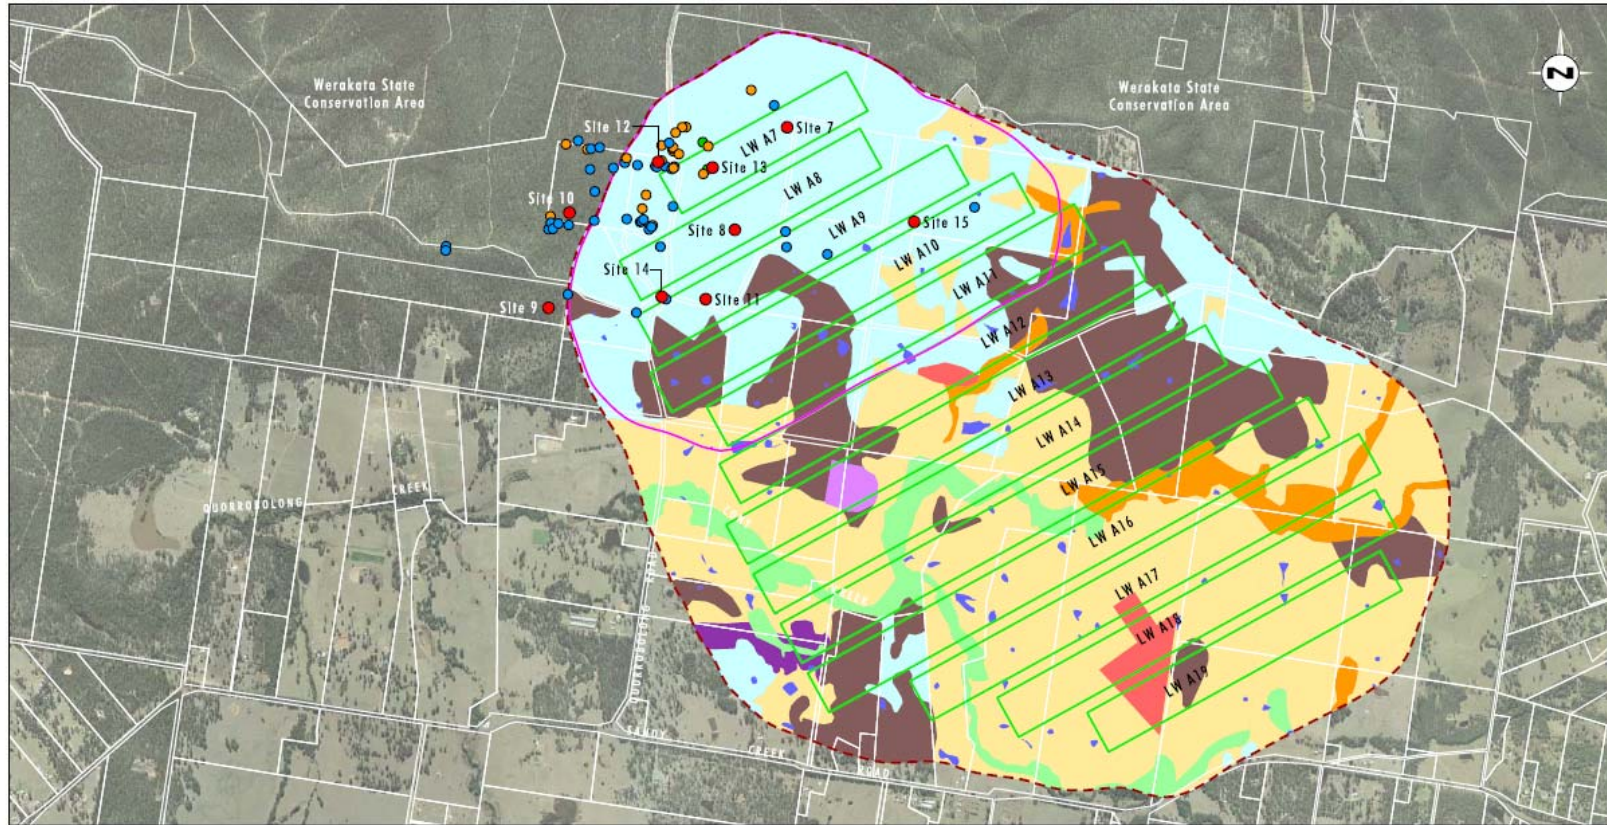 Werakata State
Conservation Area
Werakata State
Conservation Area
N
Site 12
Site 7
LW A7
Site 13
LW A8
Site 10
Site 8
LW A9
Site 15
LW A10
Site 14
LW A11
Site 11
Site 9
LW A12
LW A13
LW A14
LW A15
QUORROBOLONG
CREEK
LW A16
CREEK
LW A17
QUORROBOLONG
ROAD
LW A18
LW A19
SANDY
CREEK
ROAD